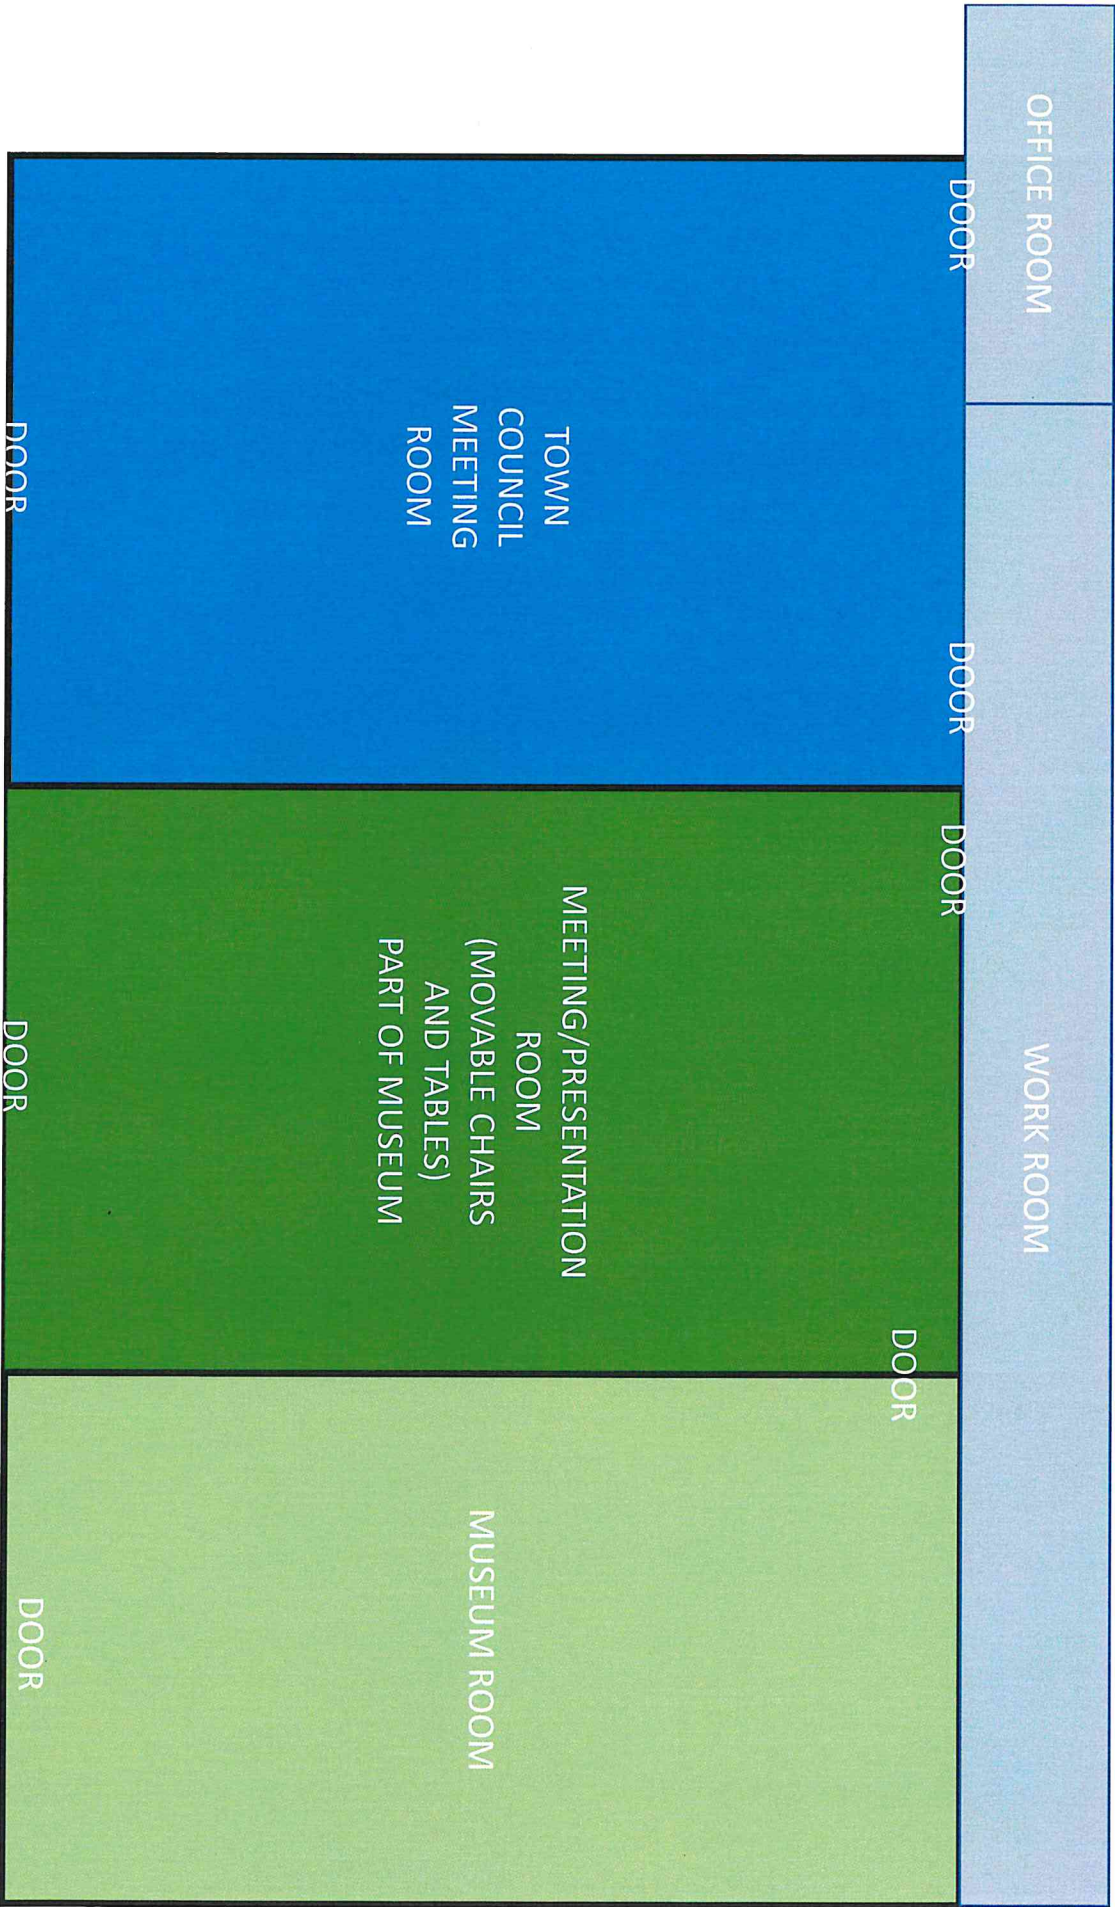 OFFICE ROOM
WORK ROOM
DOOR
DOOR
DOOR
DOOR
TOWN
COUNCIL
MEETING
ROOM
MEETING/PRESENTATION
ROOM
(MOVABLE CHAIRS
AND TABLES)
PART OF MUSEUM
MUSEUM ROOM
DOOR
DOOR
DOOR